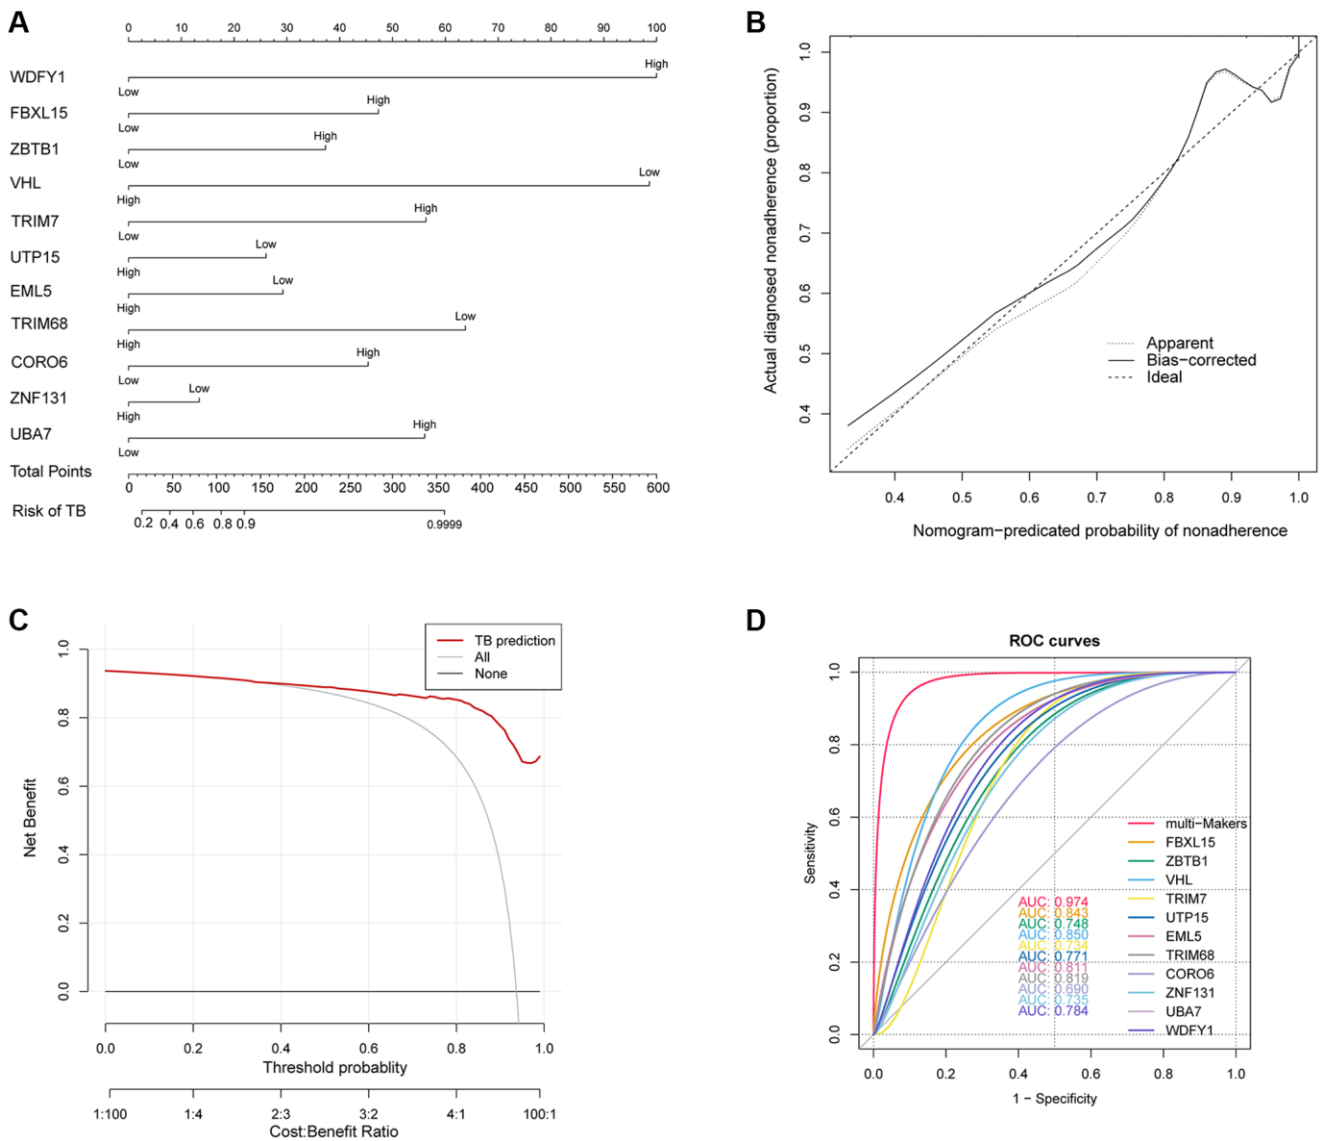 A
0 10 20 30 40 50 60 70 80 90 100
High
WDFY1
Low
High
FBXL15
Low
High
ZBTB1
Low
Low
VHL
High
High
TRIM7
Low
Low
UTP15
High
Low
EML5
High
Low
TRIM68
High
High
CORO6
Low
Low
ZNF131
High
High
UBA7
Low
Total Points
0 50 100 150 200 250 300 350 400 450 500 550 600
Risk of TB
0.2 0.4 0.6 0.8 0.9 0.9999
B
Actual diagnosed nonadherence (proportion)
1.0
0.9
0.8
0.7
0.6
0.5
0.4
Apparent
Bias−corrected
Ideal
0.4 0.5 0.6 0.7 0.8 0.9 1.0
Nomogram−predicated probability of nonadherence
C
Net Benefit
1.0
0.8
0.6
0.4
0.2
0.0
TB prediction
All
None
0.0 0.2 0.4 0.6 0.8 1.0
Threshold probablity
1:100 1:4 2:3 3:2 4:1 100:1
Cost:Benefit Ratio
D
ROC curves
Sensitivity
1.0
0.8
0.6
0.4
0.2
0.0
AUC: 0.974
AUC: 0.843
AUC: 0.748
AUC: 0.850
AUC: 0.734
AUC: 0.771
AUC: 0.811
AUC: 0.819
AUC: 0.690
AUC: 0.735
AUC: 0.784
multi−Makers
FBXL15
ZBTB1
VHL
TRIM7
UTP15
EML5
TRIM68
CORO6
ZNF131
UBA7
WDFY1
0.0 0.2 0.4 0.6 0.8 1.0
1 − Specificity